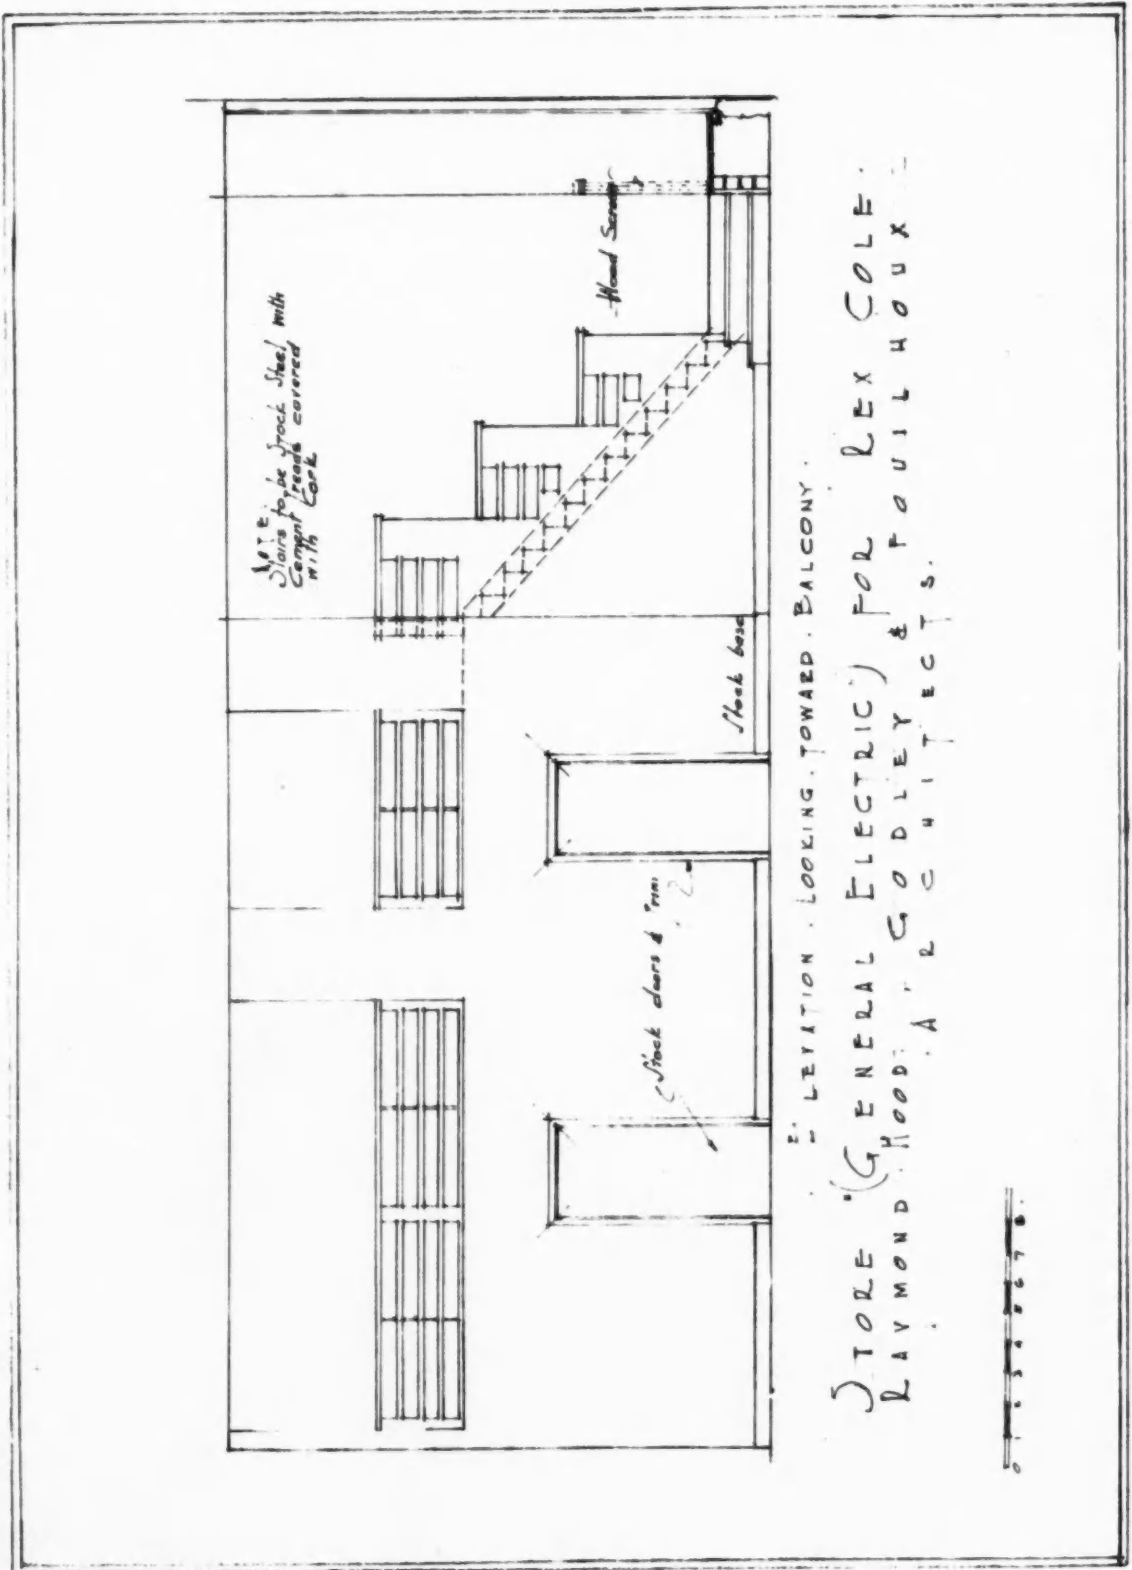 NOTE.
Stairs to be Stock Steel with
Cement treads covered
with Cork
Wood Screen
Stock base
Stock doors & Trim
ELEVATION. LOOKING. TOWARD. BALCONY.
STORE (GENERAL ELECTRIC) FOR REX COLE.
RAYMOND. HOOD. GODLEY & FOUILHOUX
ARCHITECTS.
0 1 2 3 4 5 6 7 8.